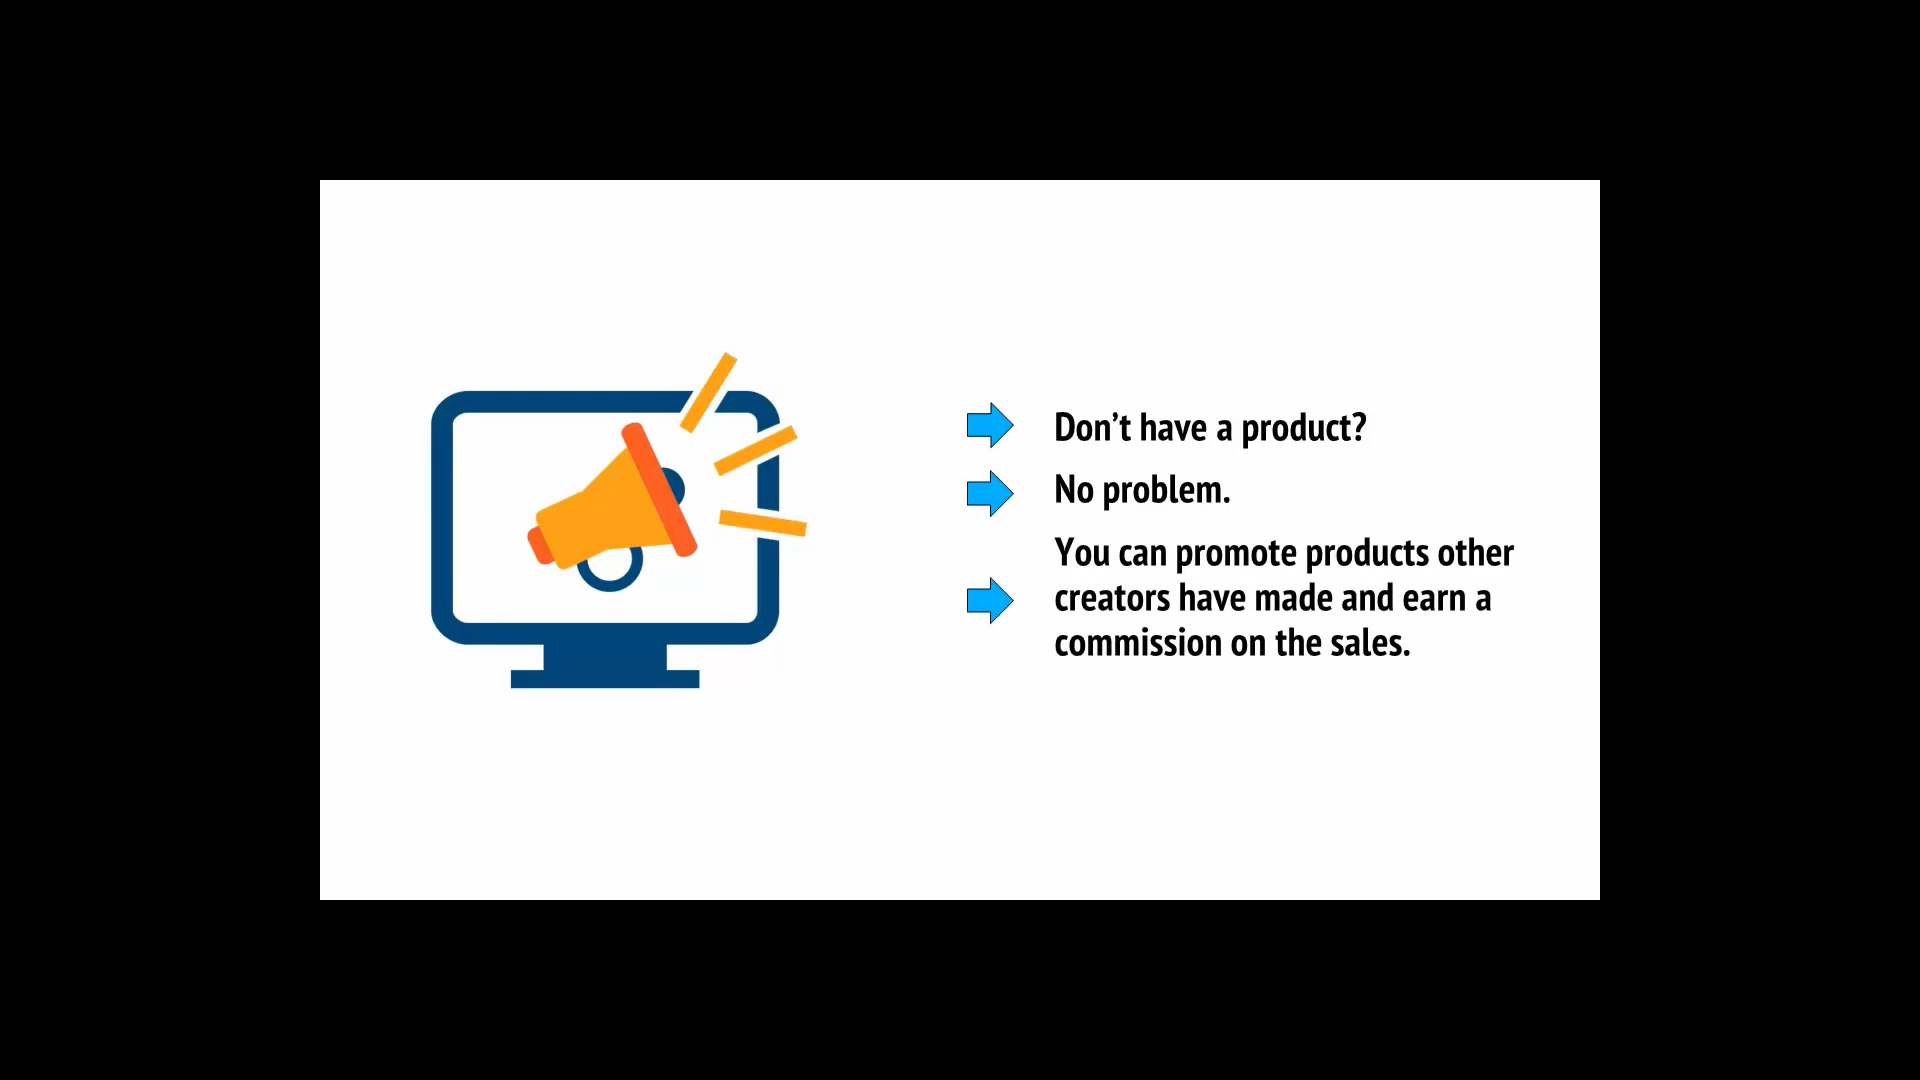 Don’t have a product?
No problem.
You can promote products other
creators have made and earn a
commission on the sales.